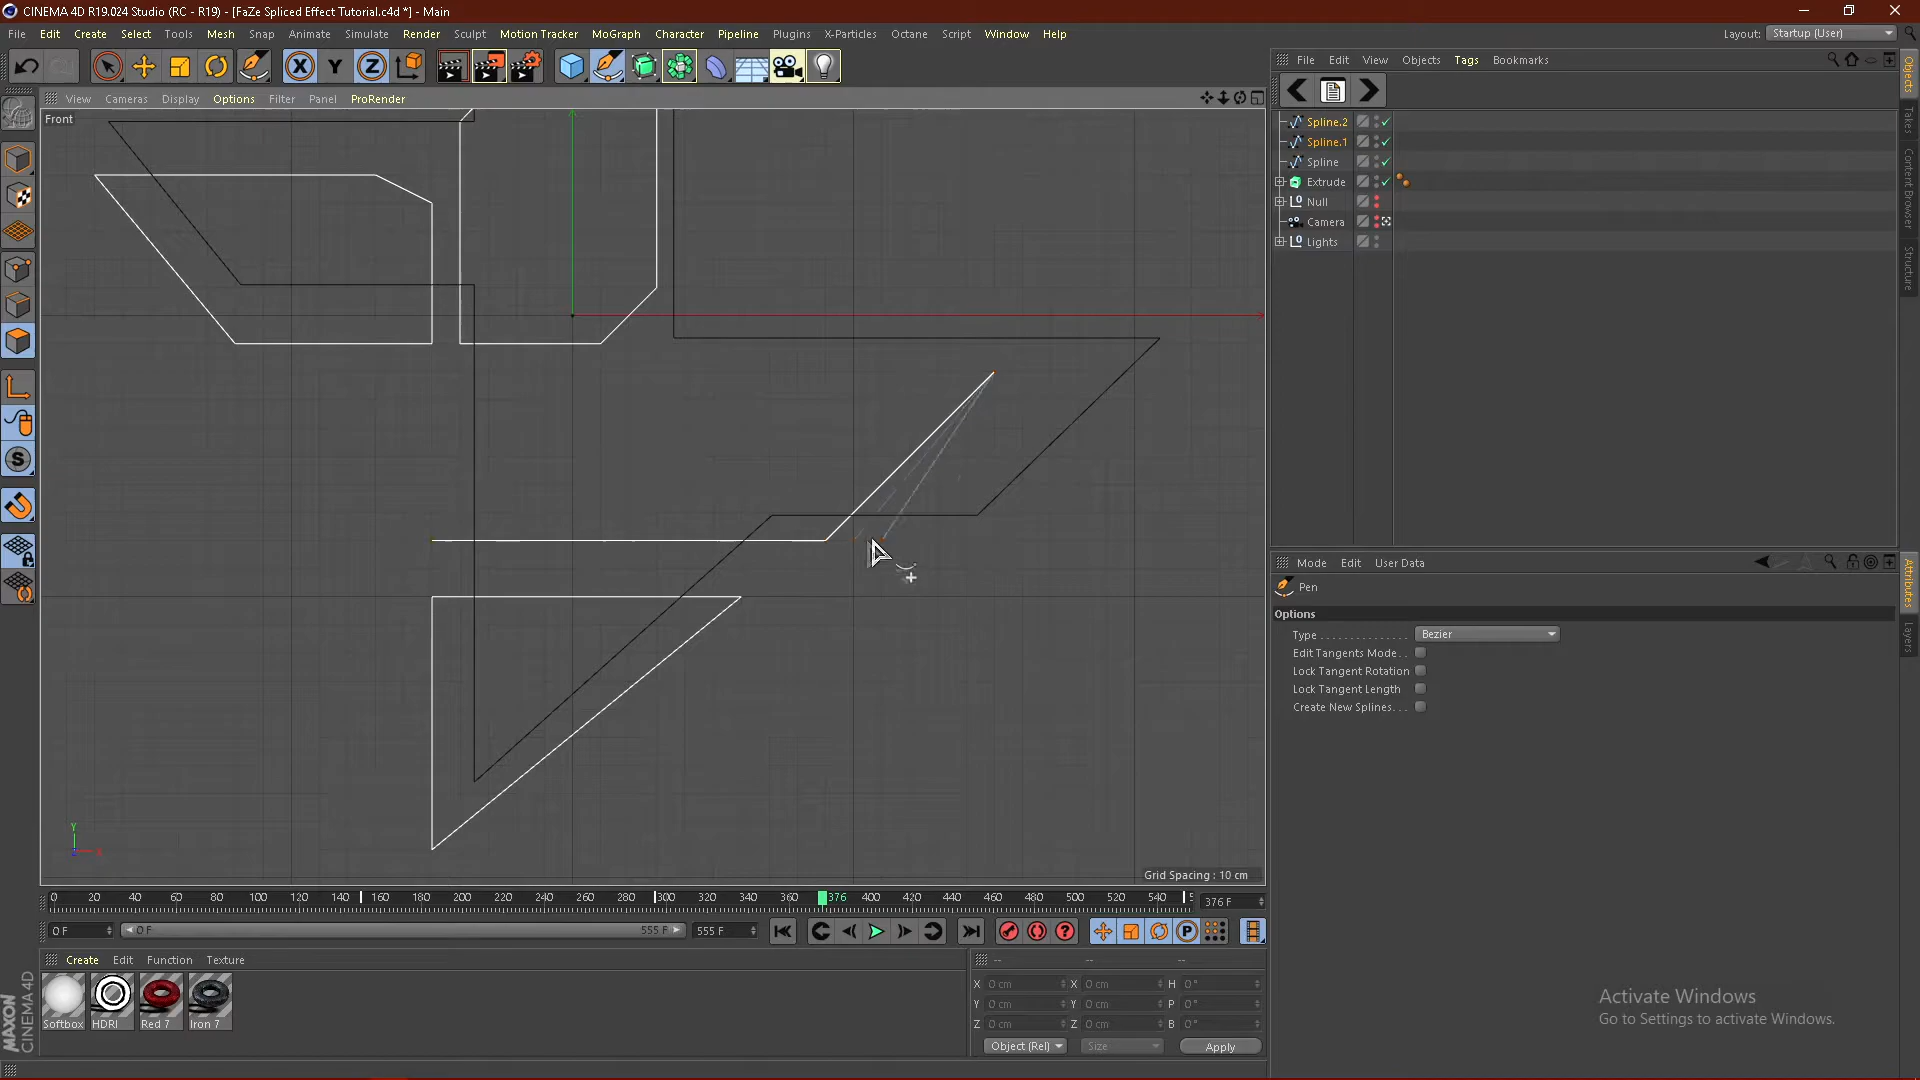 CINEMA 4D R19.024 Studio (RC - R19) - [FaZe Spliced Effect Tutorial.c4d *] - Main
File Edit Create Select Tools Mesh Snap Animate Simulate Render Sculpt Motion Tracker MoGraph Character Pipeline Plugins X-Particles Octane Script Window Help
Layout: Startup (User)
X Y Z
File Edit View Objects Tags Bookmarks
View Cameras Display Options Filter Panel ProRender
Front
Spline.2
Spline.1
Spline
Extrude
Null
Camera
Lights
Objects
Takes
Content Browser
Structure
Mode Edit User Data
Pen
Options
Type Bezier
Edit Tangents Mode
Lock Tangent Rotation
Lock Tangent Length
Create New Splines
Attributes
Layers
Y
Z X
Grid Spacing : 10 cm
0 20 40 60 80 100 120 140 160 180 200 220 240 260 280 300 320 340 360 376 400 420 440 460 480 500 520 540 5
376 F
0 F 0 F 555 F 555 F
Create Edit Function Texture
Softbox HDRI Red 7 Iron 7
MAXON CINEMA 4D
-- -- --
X 0 cm X 0 cm H 0 °
Y 0 cm Y 0 cm P 0 °
Z 0 cm Z 0 cm B 0 °
Object (Rel) Size Apply
Activate Windows
Go to Settings to activate Windows.